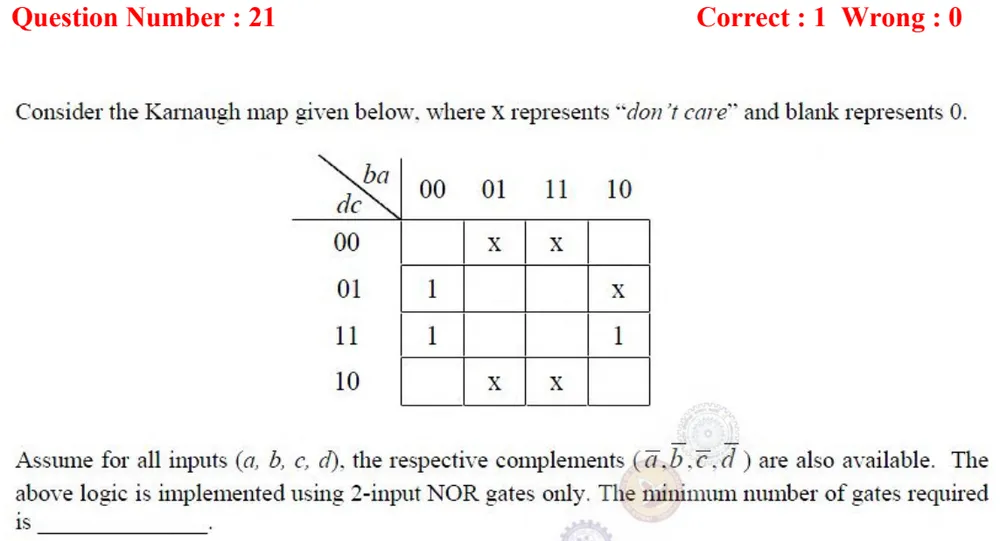 Question Number : 21 Correct : 1 Wrong : 0
Consider the Karnaugh map given below, where X represents “don’t care” and blank represents 0.
ba
dc
00 01 11 10
00 x x
01 1 x
11 1 1
10 x x
Assume for all inputs (a, b, c, d), the respective complements (a̅, b̅, c̅, d̅) are also available. The
above logic is implemented using 2-input NOR gates only. The minimum number of gates required
is ____________.